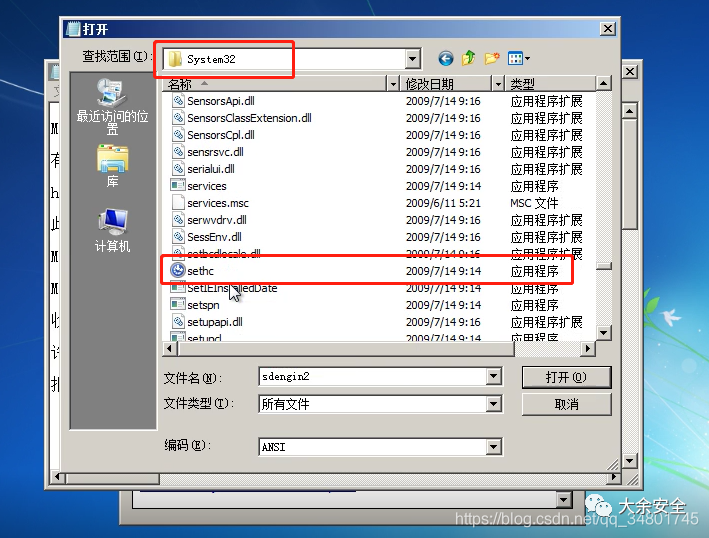 打开
查找范围(I):
System32
名称
修改日期
类型
SensorsApi.dll 2009/7/14 9:16 应用程序扩展
SensorsClassExtension.dll 2009/7/14 9:16 应用程序扩展
SensorsCpl.dll 2009/7/14 9:16 应用程序扩展
sensrsvc.dll 2009/7/14 9:16 应用程序扩展
serialui.dll 2009/7/14 9:16 应用程序扩展
services 2009/7/14 9:14 应用程序
services.msc 2009/6/11 5:21 MSC 文件
serwvdrv.dll 2009/7/14 9:16 应用程序扩展
SessEnv.dll 2009/7/14 9:16 应用程序扩展
setbcdlocale.dll 2009/7/14 9:16 应用程序扩展
sethc 2009/7/14 9:14 应用程序
SetIEInstalledDate 2009/7/14 9:14 应用程序
setspn 2009/7/14 9:14 应用程序
setupapi.dll 2009/7/14 9:16 应用程序扩展
setupcl 2009/7/14 9:14 应用程序
最近访问的位置
库
计算机
文件名(N):
sdengin2
打开(O)
文件类型(T):
所有文件
取消
编码(E):
ANSI
大余安全
https://blog.csdn.net/qq_34801745